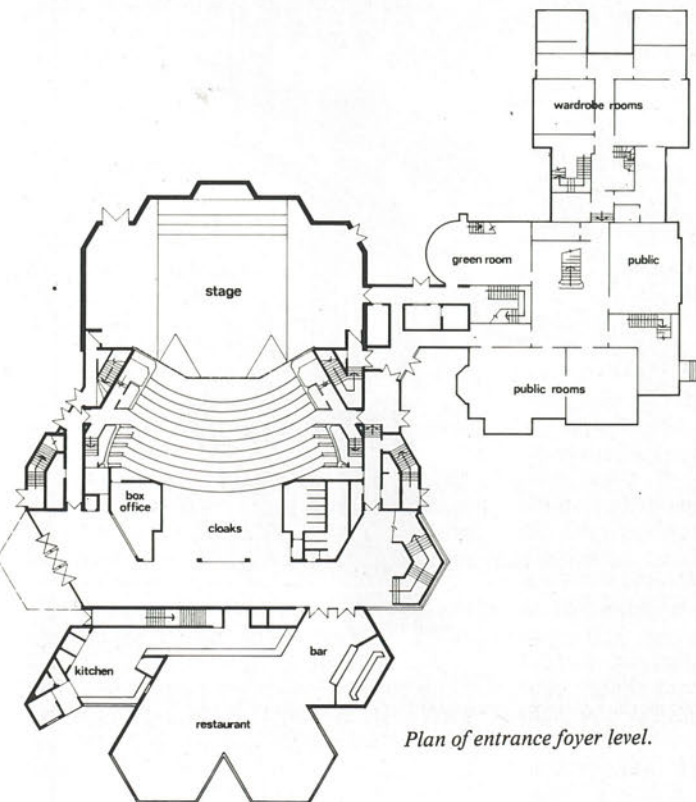 wardrobe rooms
green room
public
stage
public rooms
box
office
cloaks
bar
kitchen
restaurant
Plan of entrance foyer level.